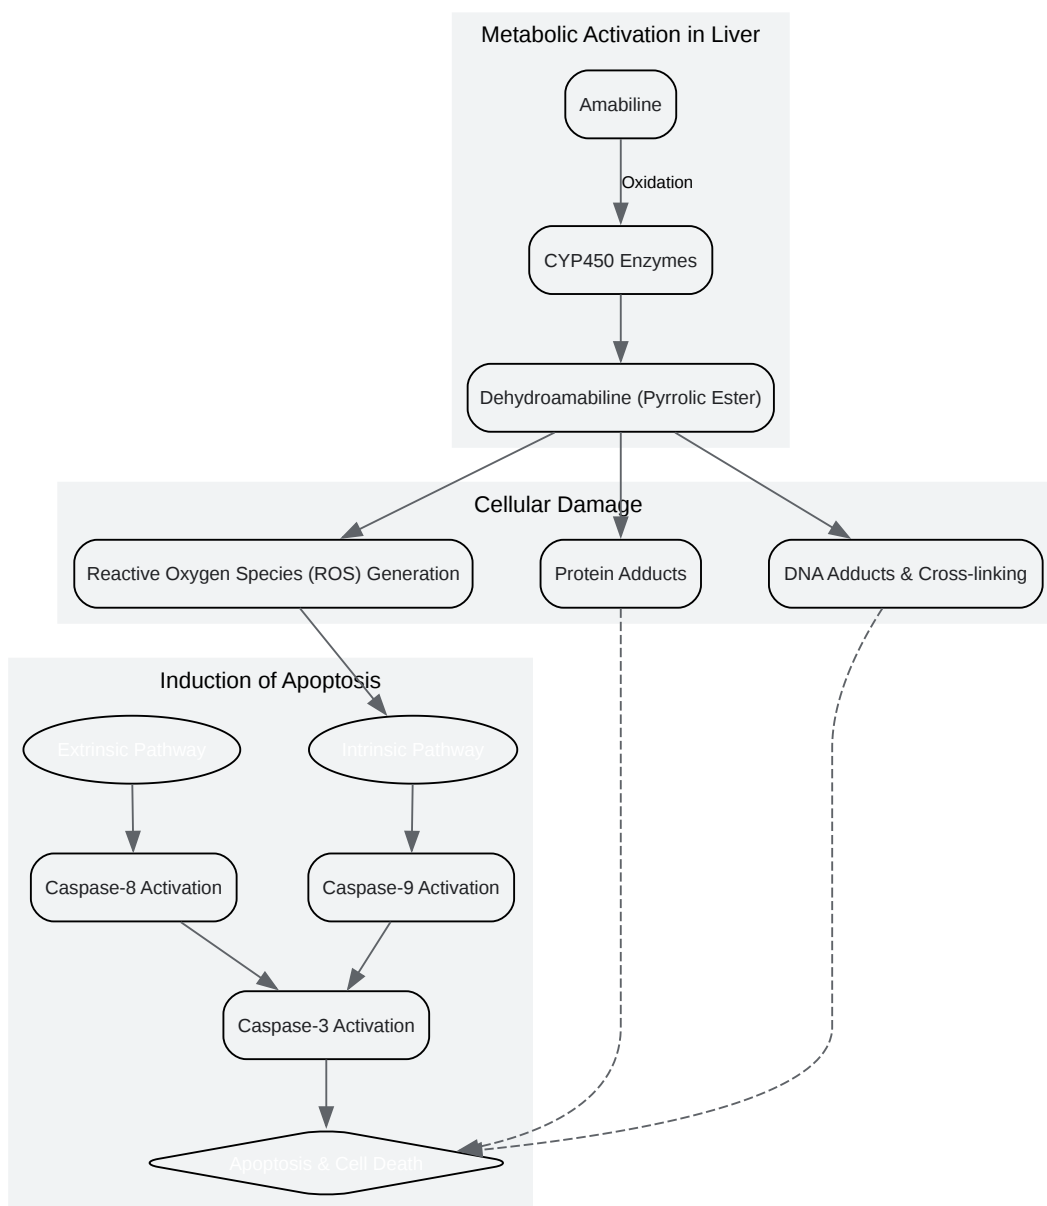 Metabolic Activation in Liver
Amabiline
Oxidation
CYP450 Enzymes
Dehydroamabiline (Pyrrolic Ester)
Cellular Damage
Reactive Oxygen Species (ROS) Generation
Protein Adducts
DNA Adducts & Cross-linking
Induction of Apoptosis
Extrinsic Pathway
Intrinsic Pathway
Caspase-8 Activation
Caspase-9 Activation
Caspase-3 Activation
Apoptosis & Cell Death